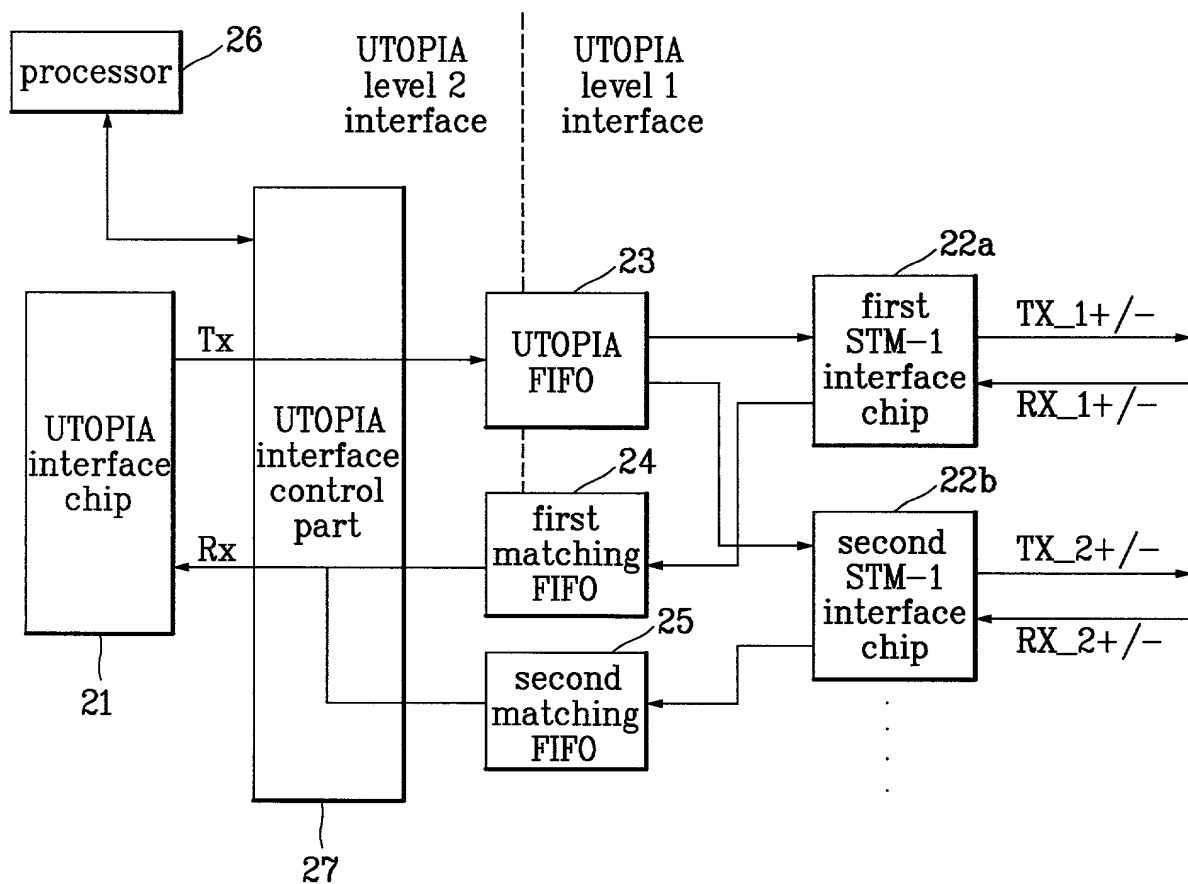 26
processor
UTOPIA
level 2
interface
UTOPIA
level 1
interface
23
22a
UTOPIA
FIFO
first
STM-1
interface
chip
TX_1+/-
RX_1+/-
Tx
UTOPIA
interface
chip
UTOPIA
interface
control
part
24
first
matching
FIFO
22b
second
STM-1
interface
chip
TX_2+/-
RX_2+/-
Rx
25
second
matching
FIFO
21
27